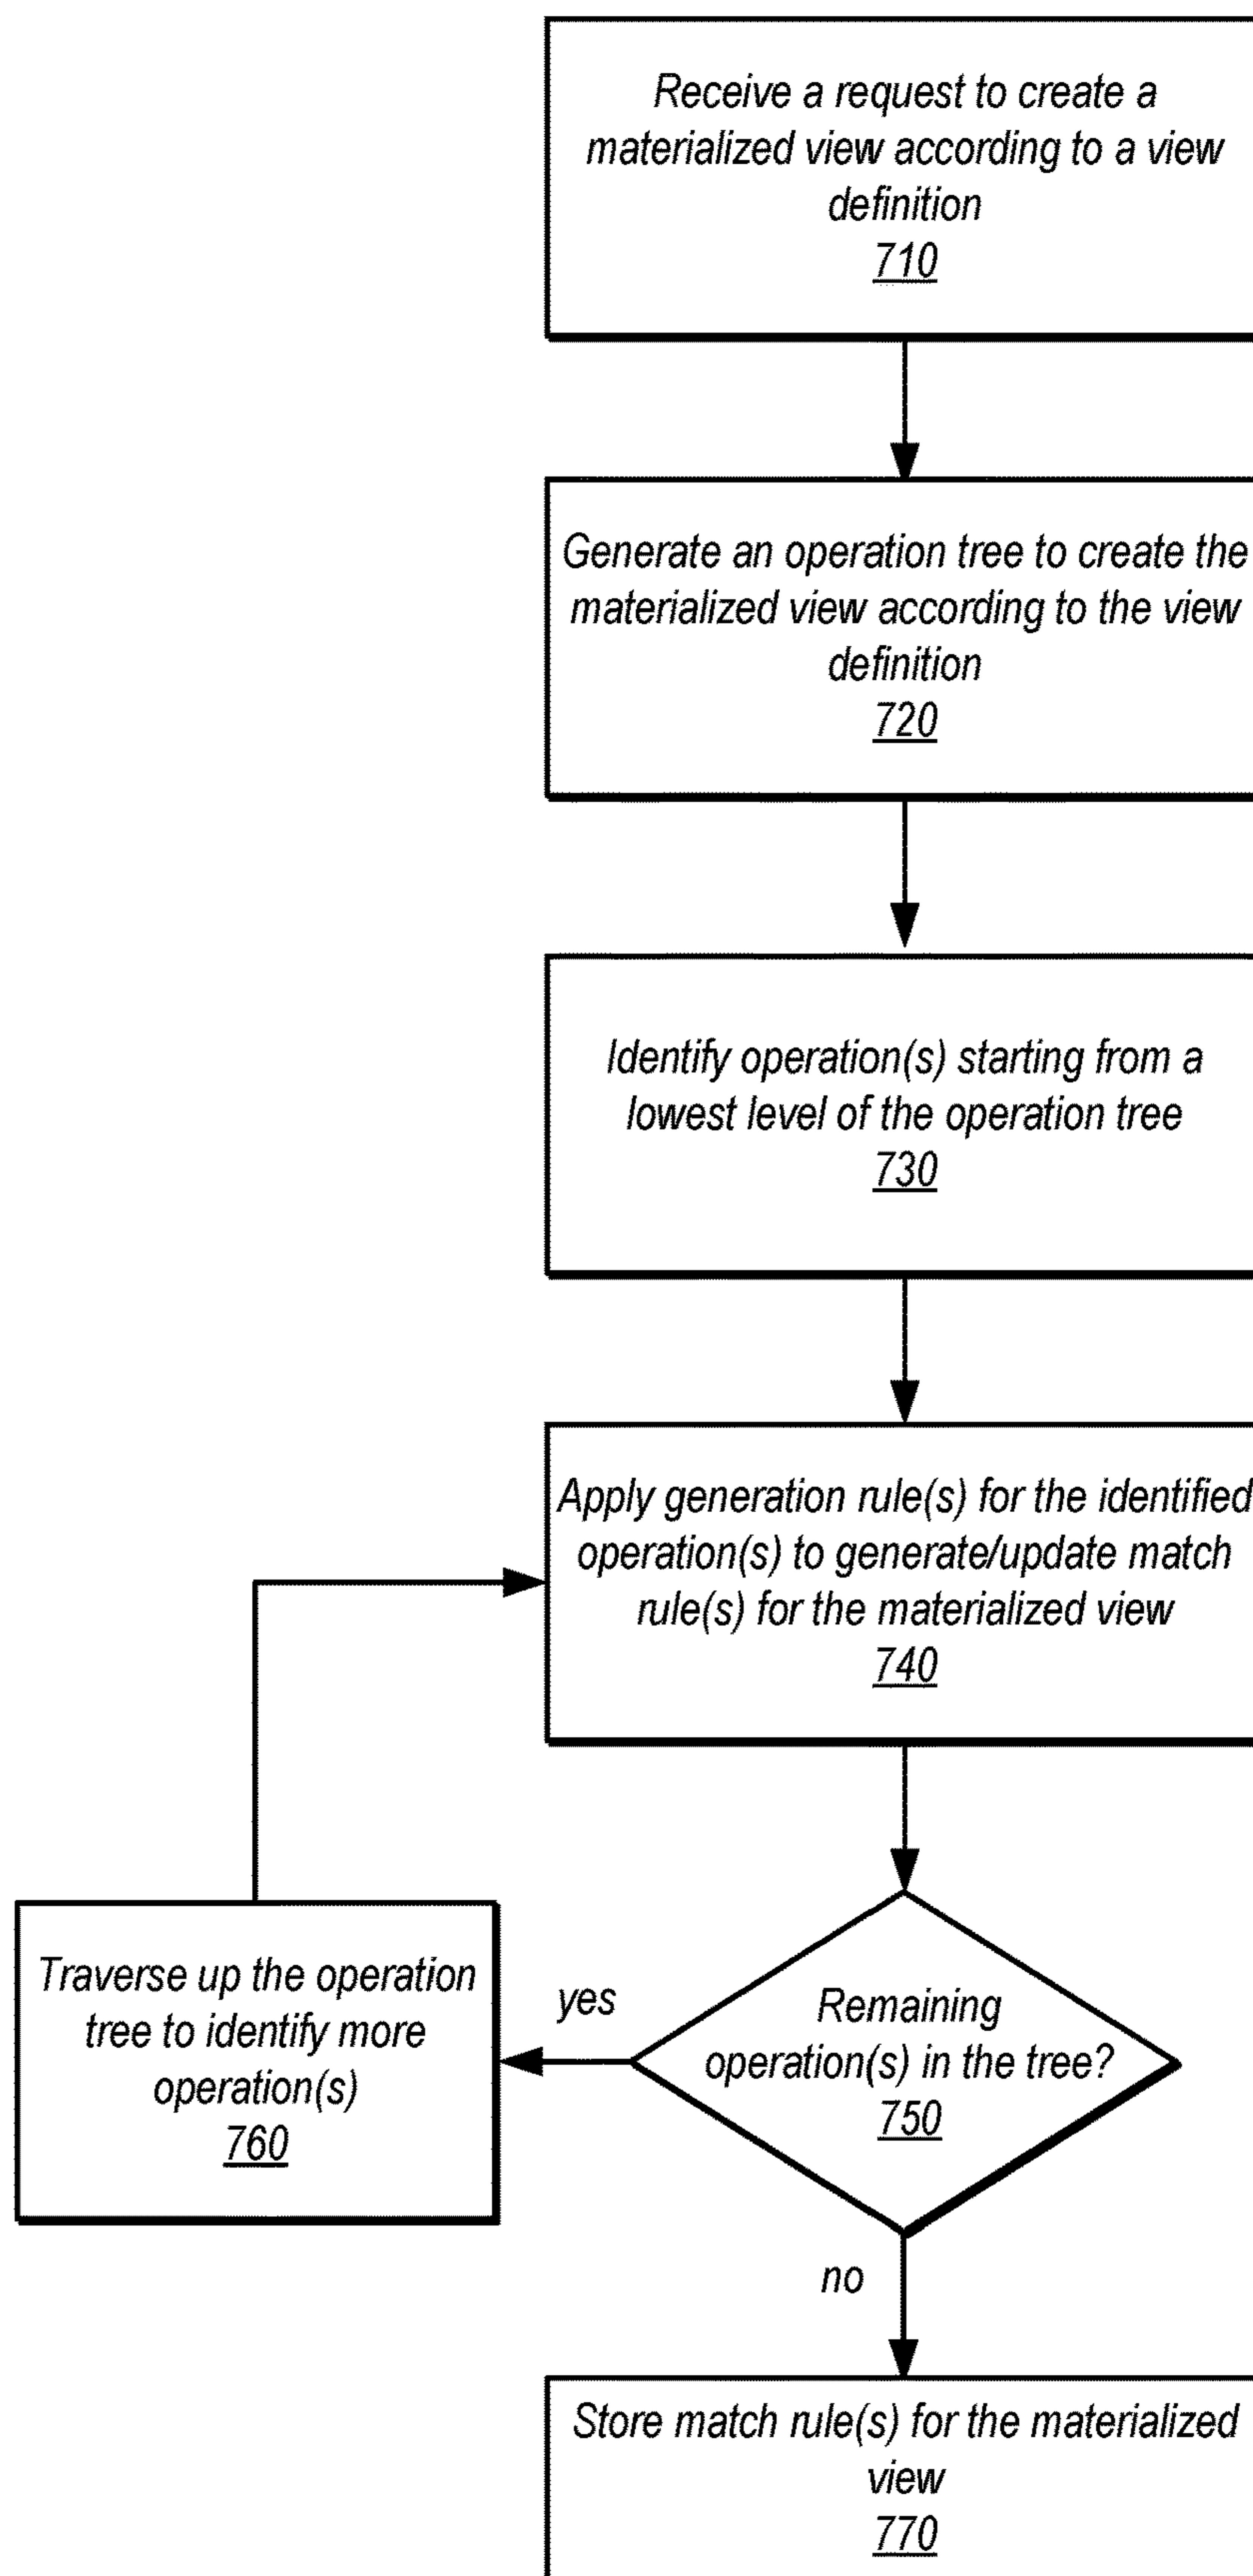 Receive a request to create a
materialized view according to a view
definition
710
Generate an operation tree to create the
materialized view according to the view
definition
720
Identify operation(s) starting from a
lowest level of the operation tree
730
Apply generation rule(s) for the identified
operation(s) to generate/update match
rule(s) for the materialized view
740
Remaining
operation(s) in the tree?
750
yes
Traverse up the operation
tree to identify more
operation(s)
760
no
Store match rule(s) for the materialized
view
770